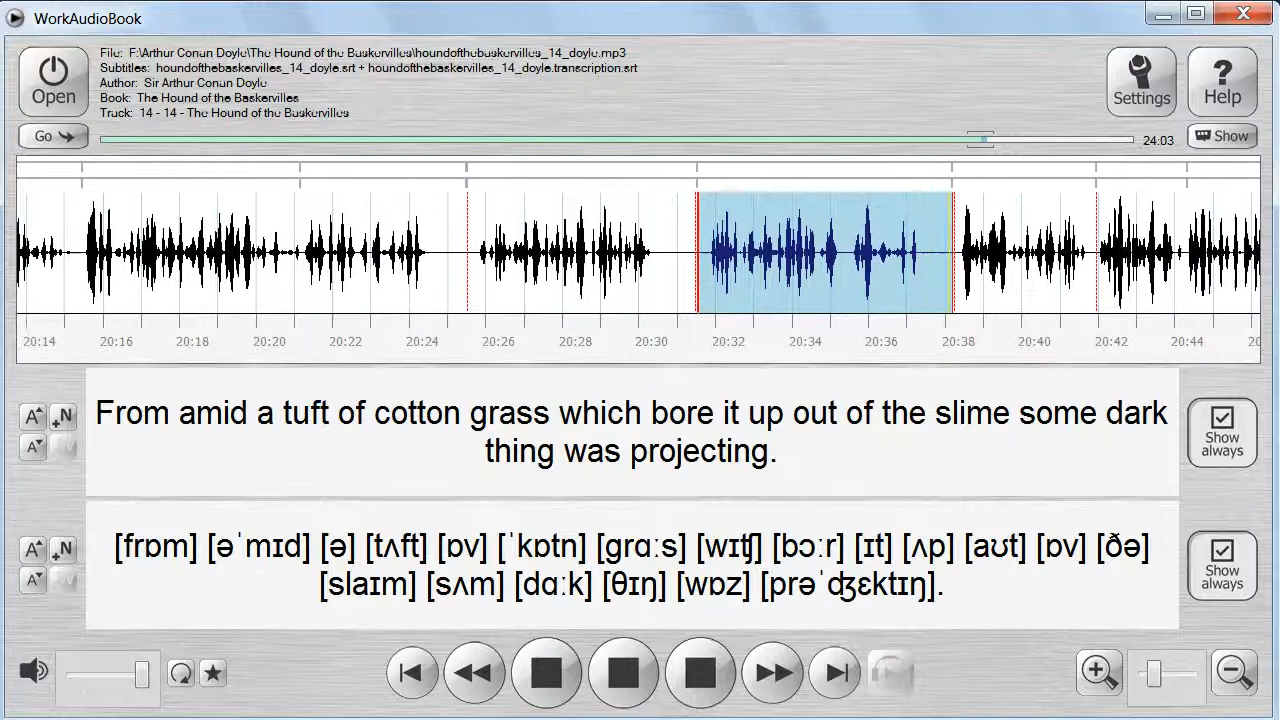 WorkAudioBook
File: F:\Arthur Conan Doyle\The Hound of the Baskervilles\houndofthebaskervilles_14_doyle.mp3
Subtitles: houndofthebaskervilles_14_doyle.srt + houndofthebaskervilles_14_doyle.transcription.srt
Author: Sir Arthur Conan Doyle
Book: The Hound of the Baskervilles
Track: 14 - 14 - The Hound of the Baskervilles
Open
Settings
Help
Go
24:03
Show
20:14 20:16 20:18 20:20 20:22 20:24 20:26 20:28 20:30 20:32 20:34 20:36 20:38 20:40 20:42 20:44 20
From amid a tuft of cotton grass which bore it up out of the slime some dark
thing was projecting.
A N
A
Show
always
[frɒm] [əˈmɪd] [ə] [tʌft] [ɒv] [ˈkɒtn] [grɑːs] [wɪʧ] [bɔːr] [ɪt] [ʌp] [aʊt] [ɒv] [ðə]
[slaɪm] [sʌm] [dɑːk] [θɪŋ] [wɒz] [prəˈʤɛktɪŋ].
A N
A
Show
always